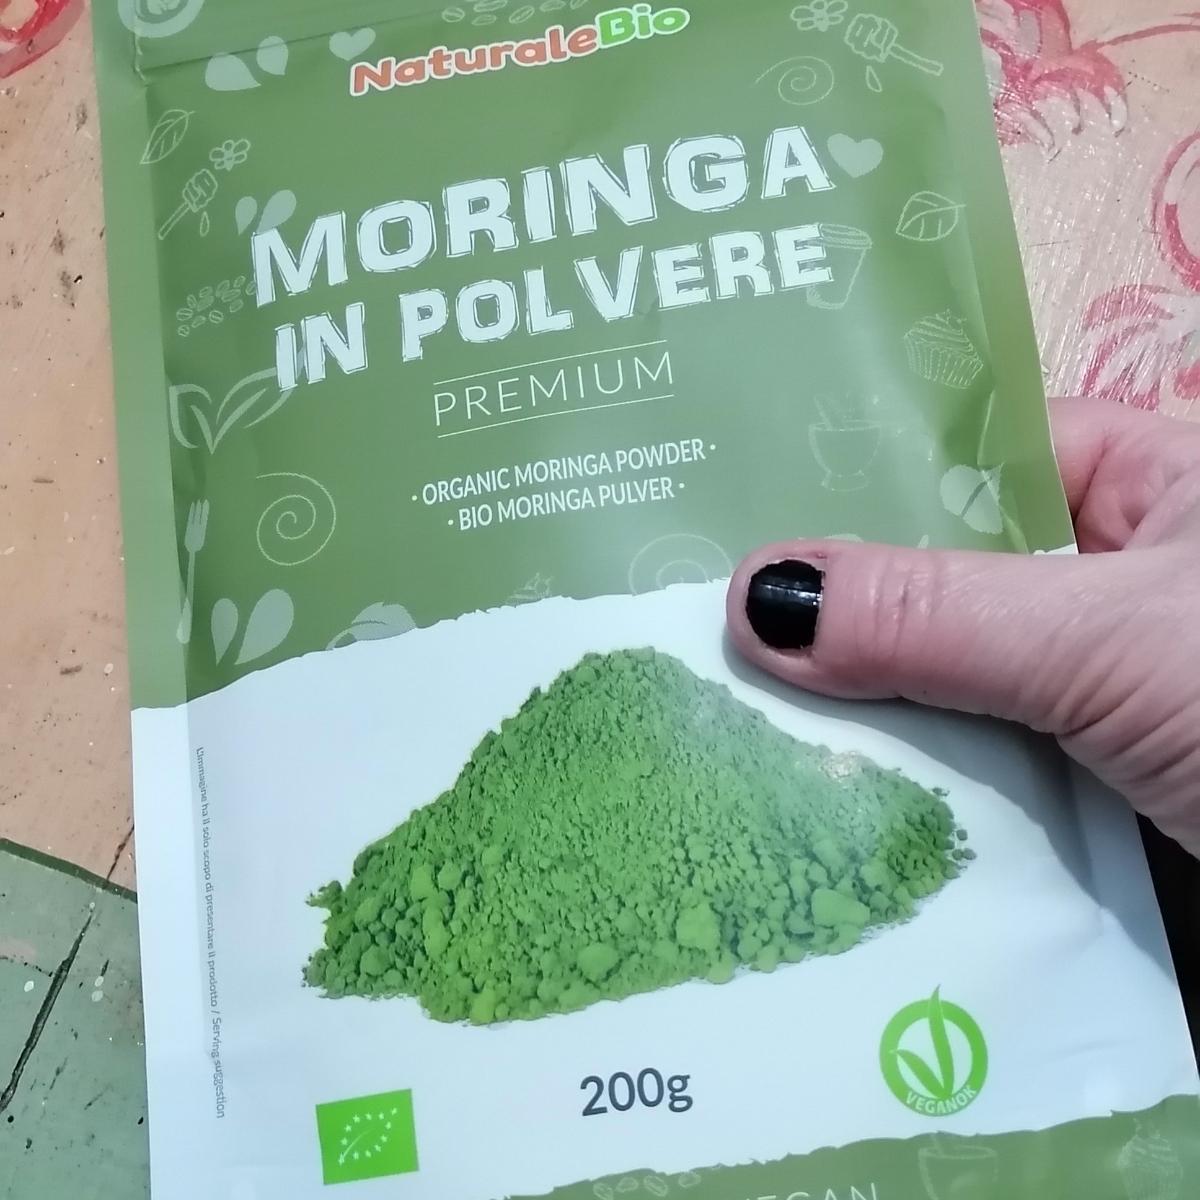 NaturaleBio
MORINGA
IN POLVERE
PREMIUM
· ORGANIC MORINGA POWDER ·
· BIO MORINGA PULVER ·
L'immagine ha il solo scopo di presentare il prodotto / Serving suggestion
200g
VEGANOK
VEGAN